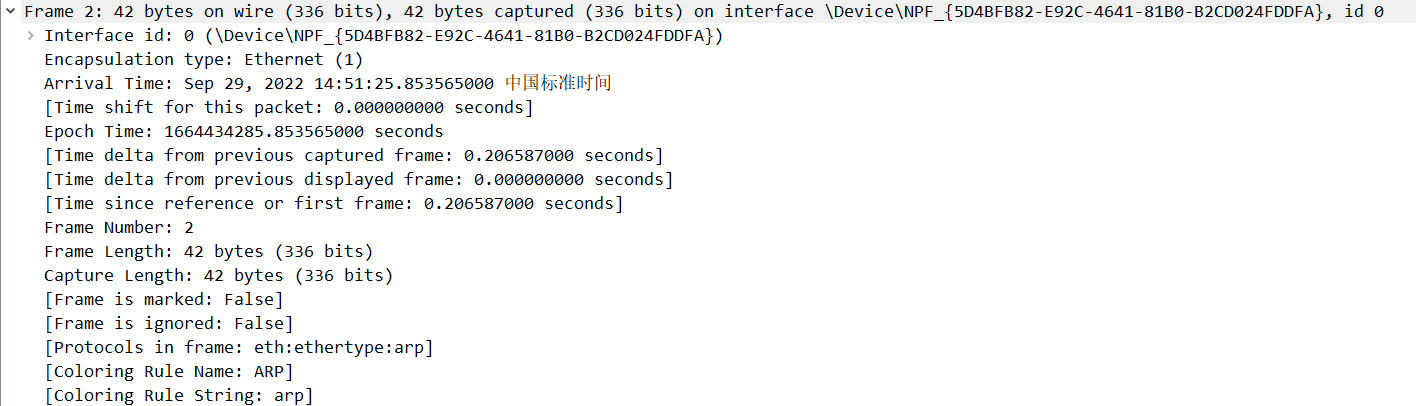 Frame 2: 42 bytes on wire (336 bits), 42 bytes captured (336 bits) on interface \Device\NPF_{5D4BFB82-E92C-4641-81B0-B2CD024FDDFA}, id 0
Interface id: 0 (\Device\NPF_{5D4BFB82-E92C-4641-81B0-B2CD024FDDFA})
Encapsulation type: Ethernet (1)
Arrival Time: Sep 29, 2022 14:51:25.853565000 中国标准时间
[Time shift for this packet: 0.000000000 seconds]
Epoch Time: 1664434285.853565000 seconds
[Time delta from previous captured frame: 0.206587000 seconds]
[Time delta from previous displayed frame: 0.000000000 seconds]
[Time since reference or first frame: 0.206587000 seconds]
Frame Number: 2
Frame Length: 42 bytes (336 bits)
Capture Length: 42 bytes (336 bits)
[Frame is marked: False]
[Frame is ignored: False]
[Protocols in frame: eth:ethertype:arp]
[Coloring Rule Name: ARP]
[Coloring Rule String: arp]